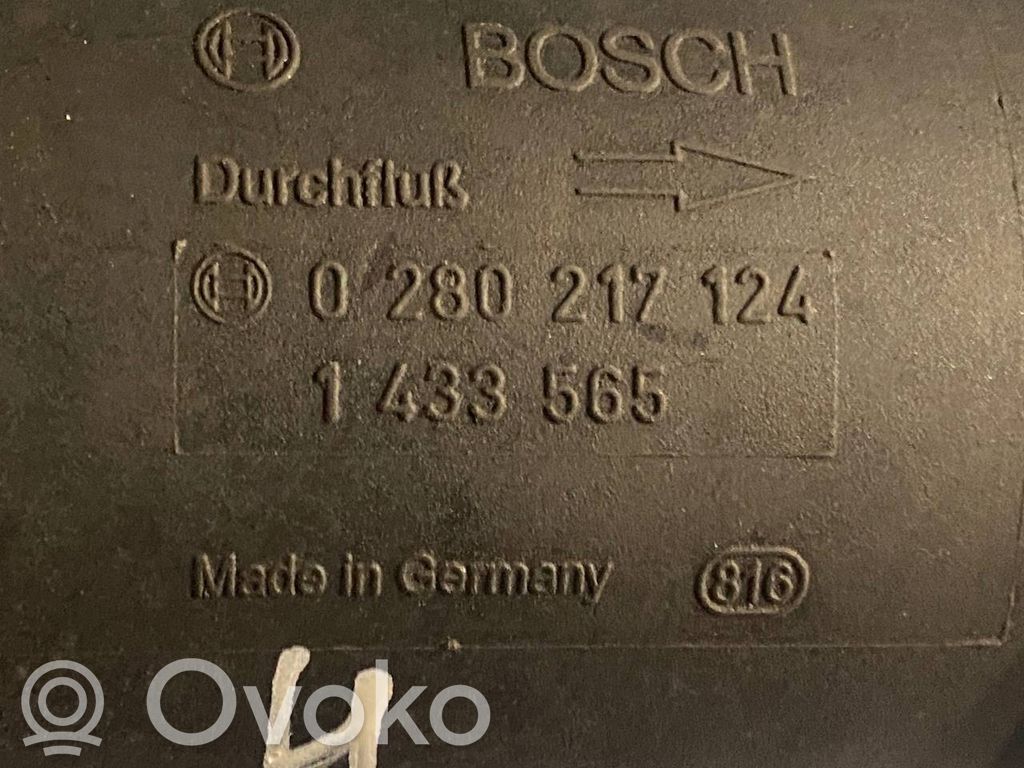 BOSCH
Durchfluß
0 280 217 124
1 433 565
Made in Germany 816
Ovoko